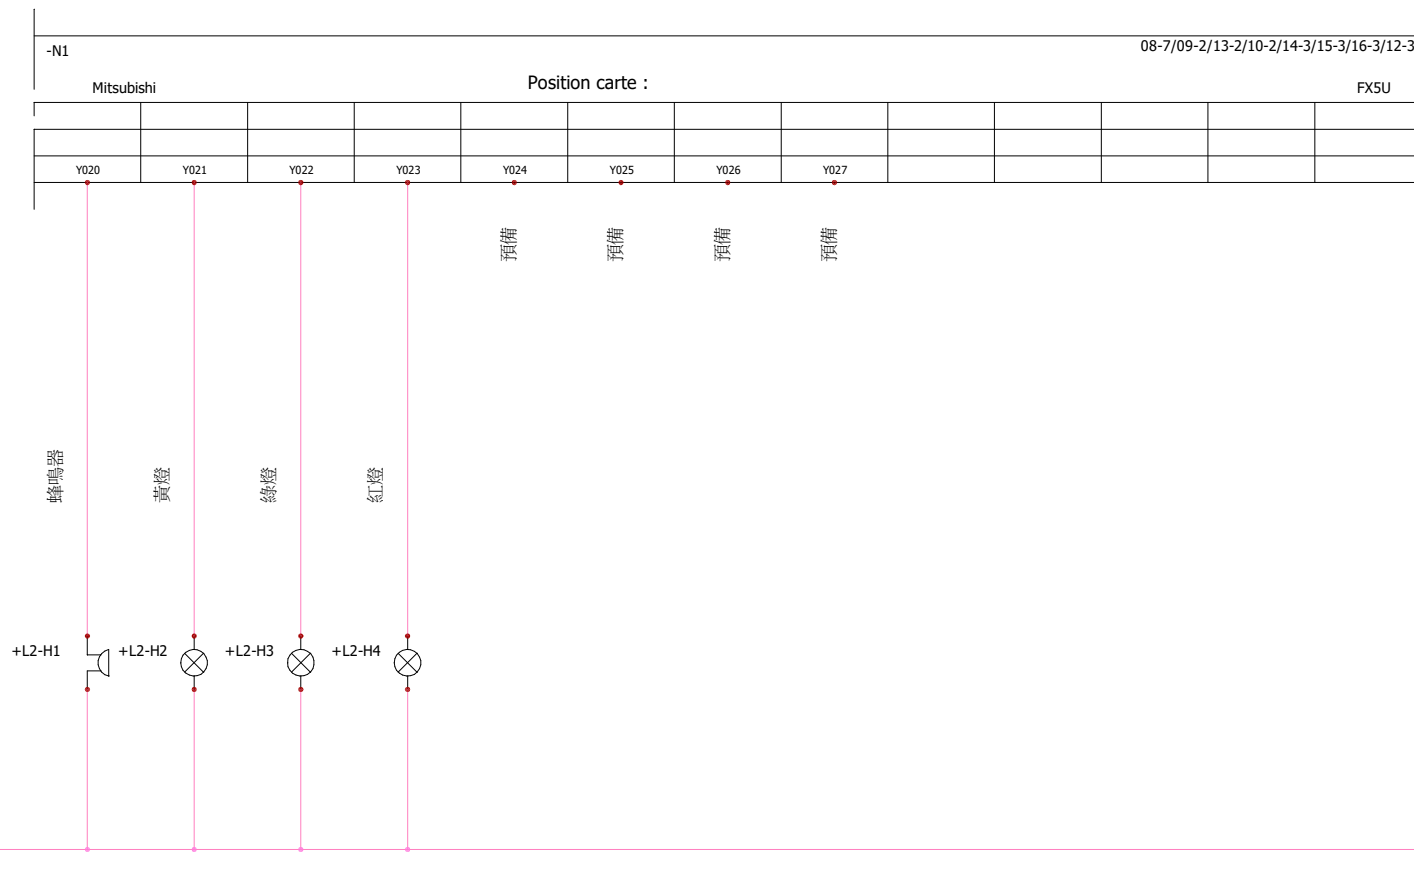 -N1
08-7/09-2/13-2/10-2/14-3/15-3/16-3/12-3
Mitsubishi
Position carte :
FX5U
Y020
Y021
Y022
Y023
Y024
Y025
Y026
Y027
預備
預備
預備
預備
蜂鳴器
黃燈
綠燈
紅燈
+L2-H1
+L2-H2
+L2-H3
+L2-H4